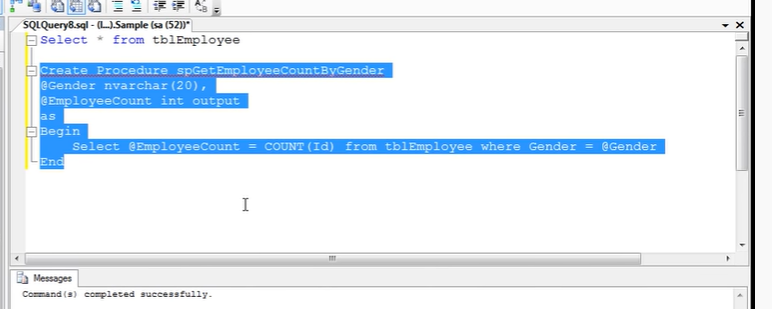 SQLQuery8.sql - (l...).Sample (sa (52))*
Select * from tblEmployee
Create Procedure spGetEmployeeCountByGender
@Gender nvarchar(20),
@EmployeeCount int output
as
Begin
Select @EmployeeCount = COUNT(Id) from tblEmployee where Gender = @Gender
End
Messages
Command(s) completed successfully.